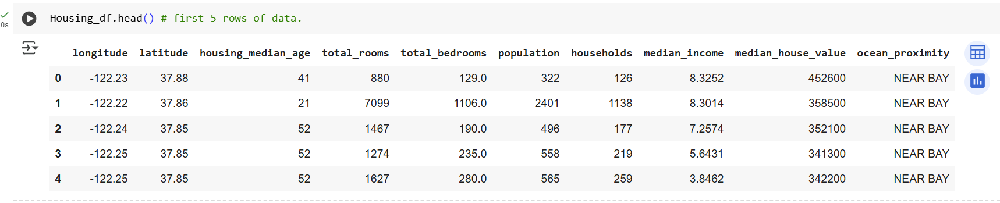 Housing_df.head() # first 5 rows of data.
0s
longitude latitude housing_median_age total_rooms total_bedrooms population households median_income median_house_value ocean_proximity
0 -122.23 37.88 41 880 129.0 322 126 8.3252 452600 NEAR BAY
1 -122.22 37.86 21 7099 1106.0 2401 1138 8.3014 358500 NEAR BAY
2 -122.24 37.85 52 1467 190.0 496 177 7.2574 352100 NEAR BAY
3 -122.25 37.85 52 1274 235.0 558 219 5.6431 341300 NEAR BAY
4 -122.25 37.85 52 1627 280.0 565 259 3.8462 342200 NEAR BAY